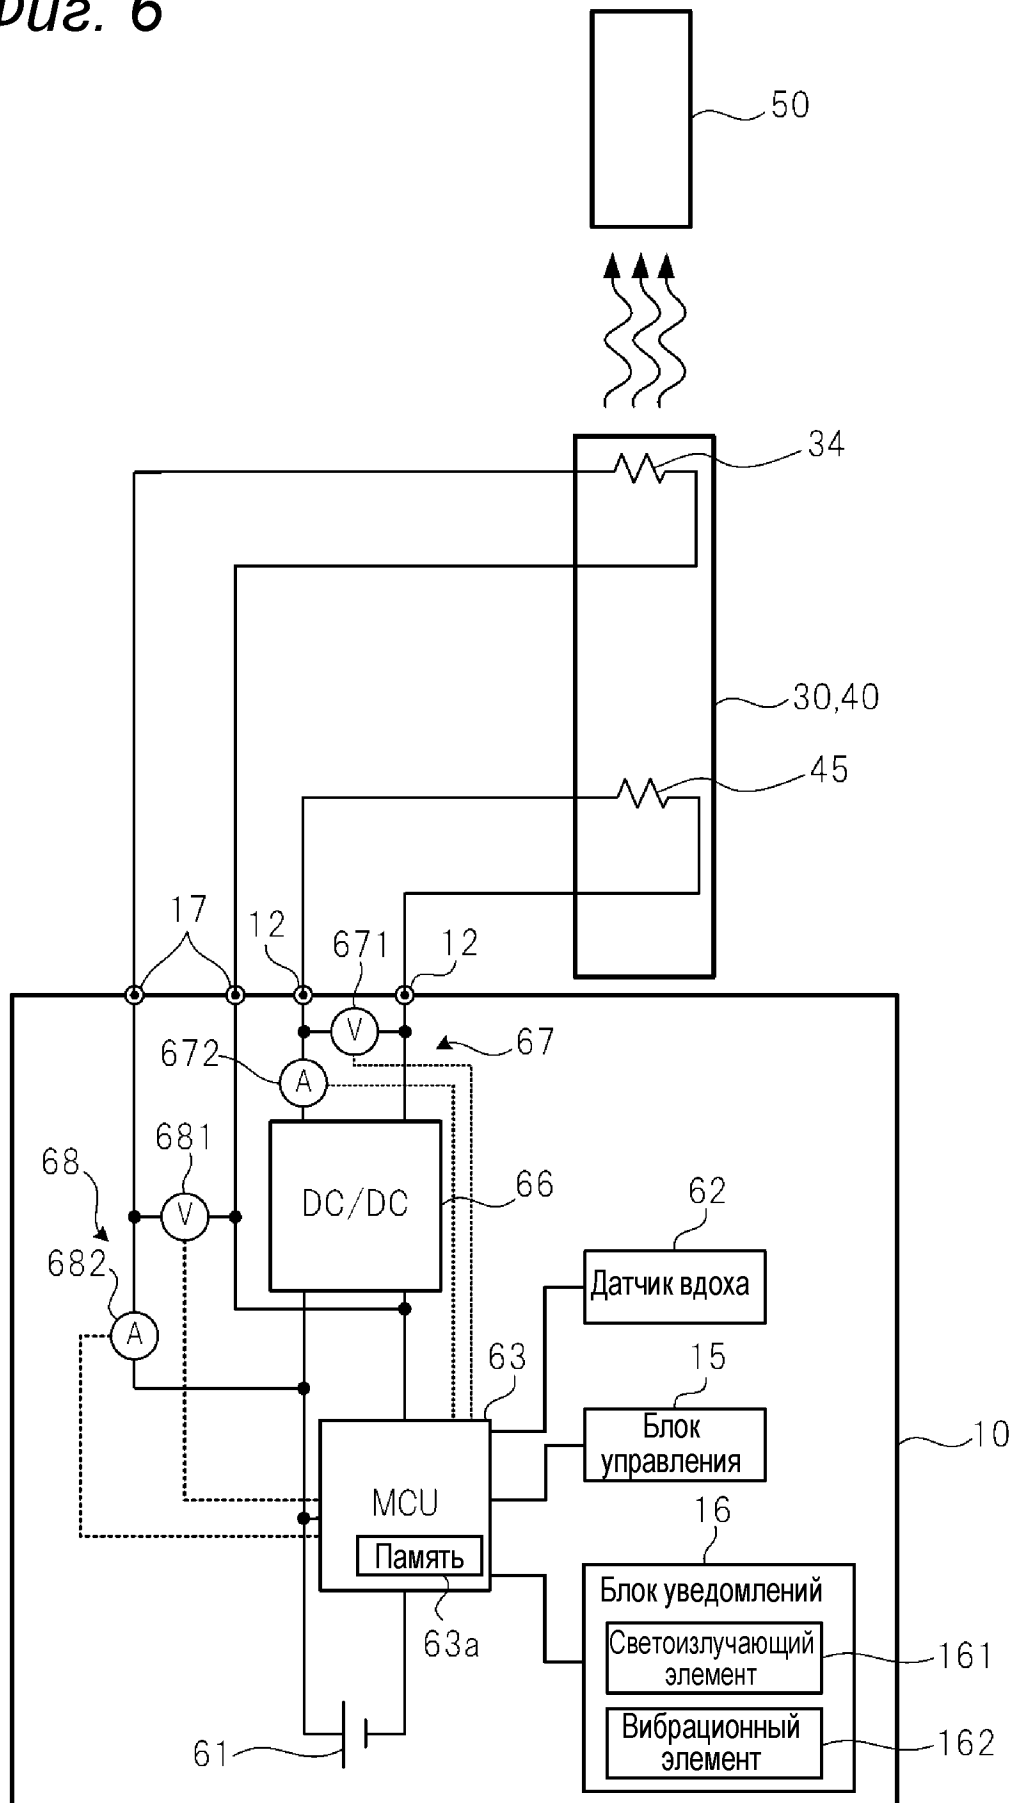 Фиг. 6
50
34
30,40
45
17
12
671
12
672
V
67
A
681
68
V
DC/DC
66
62
682
Датчик вдоха
A
63
15
Блок
управления
10
MCU
16
Память
Блок уведомлений
63a
Светоизлучающий
элемент
161
Вибрационный
элемент
162
61